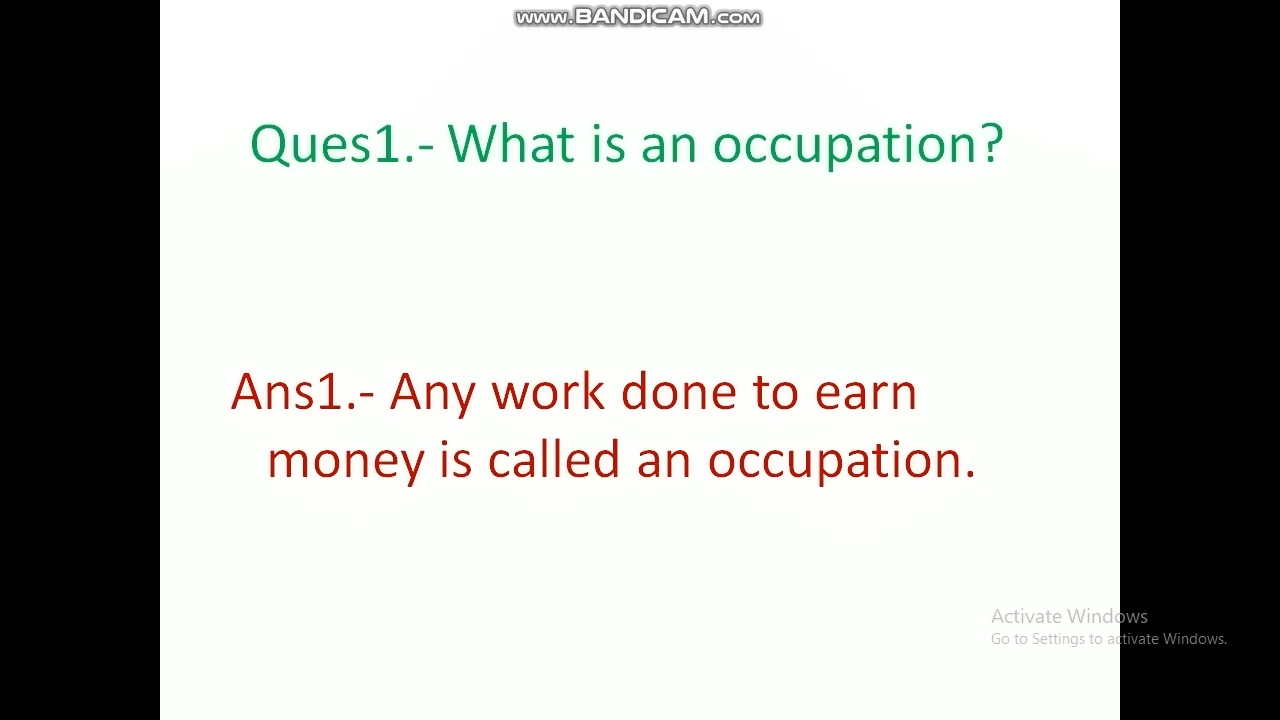 www.BANDICAM.com
Ques1.- What is an occupation?
Ans1.- Any work done to earn
money is called an occupation.
Activate Windows
Go to Settings to activate Windows.